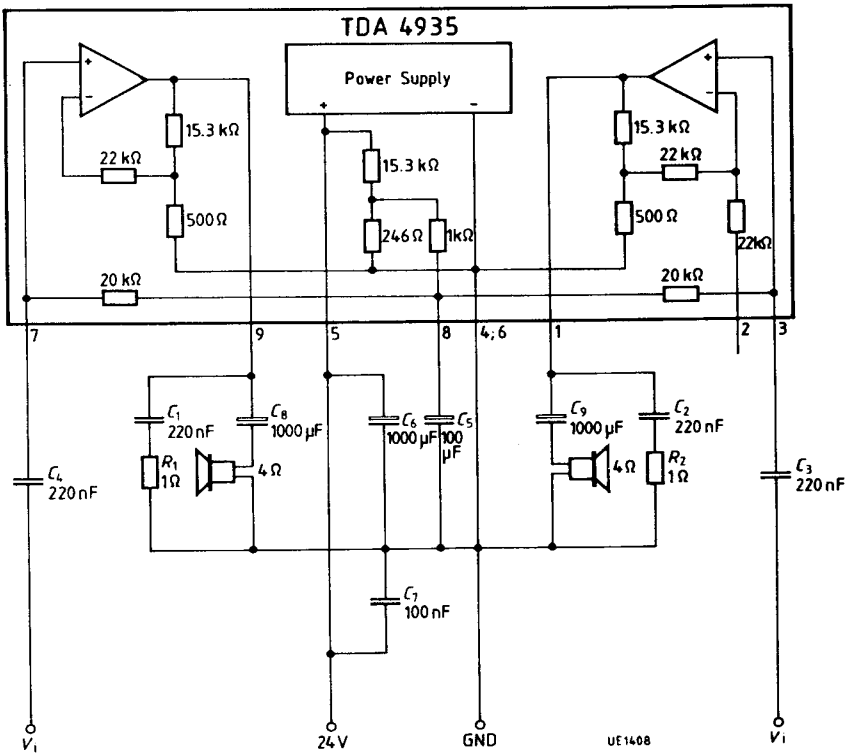 TDA 4935
Power Supply
+ -
+
-
+
-
15.3 kΩ
22 kΩ
500 Ω
15.3 kΩ
246 Ω
1kΩ
15.3 kΩ
22 kΩ
500 Ω
22kΩ
20 kΩ
20 kΩ
7 9 5 8 4; 6 1 2 3
C1
220 nF
C8
1000 µF
C6
1000 µF
C5
100
µF
C9
1000 µF
C2
220 nF
R1
1Ω
4 Ω
4Ω
R2
1Ω
C4
220 nF
C3
220 nF
C7
100 nF
Vi 24V GND UE1408 Vi